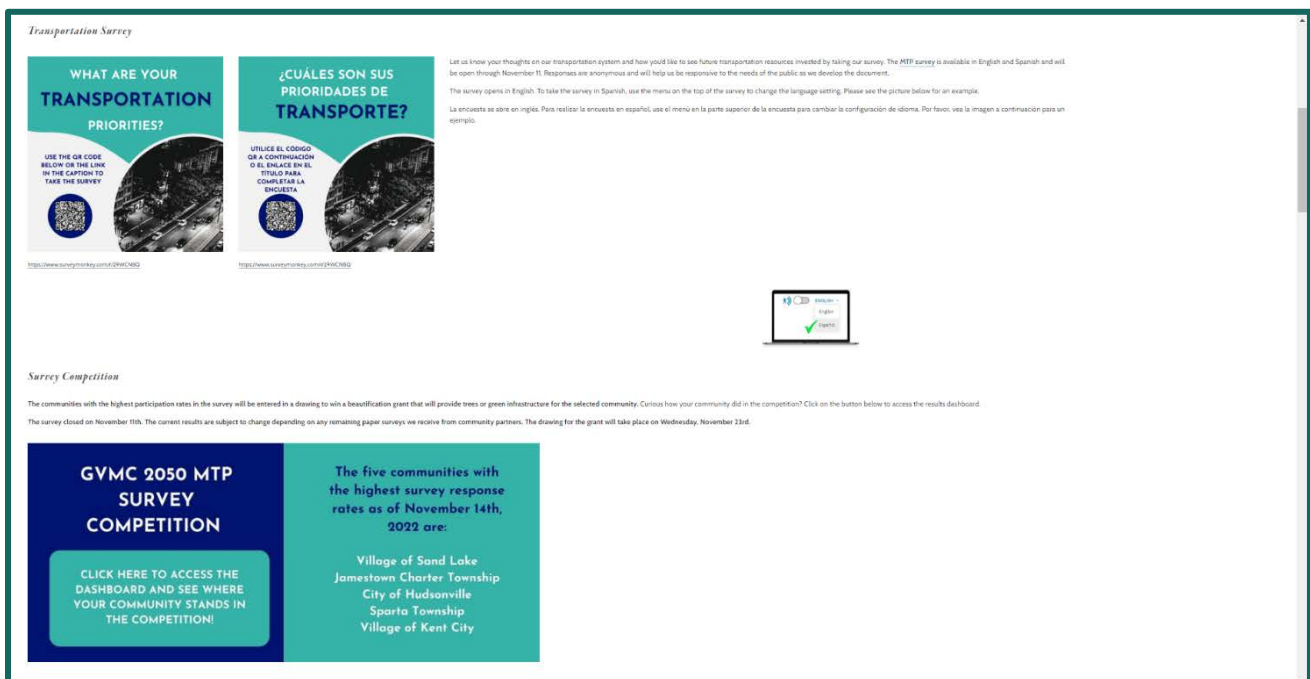 Transportation Survey
WHAT ARE YOUR
TRANSPORTATION
PRIORITIES?
USE THE QR CODE
BELOW OR THE LINK
IN THE CAPTION TO
TAKE THE SURVEY
¿CUÁLES SON SUS
PRIORIDADES DE
TRANSPORTE?
UTILICE EL CÓDIGO
QR A CONTINUACIÓN
O EL ENLACE EN EL
TÍTULO PARA
COMPLETAR LA
ENCUESTA
Let us know your thoughts on our transportation system and how you'd like to see future transportation resources invested by taking our survey. The MTP survey is available in English and Spanish and will
be open through November 11. Responses are anonymous and will help us be responsive to the needs of the public as we develop the document.
The survey opens in English. To take the survey in Spanish, use the menu on the top of the survey to change the language setting. Please see the picture below for an example.
La encuesta se abre en inglés. Para realizar la encuesta en español, use el menú en la parte superior de la encuesta para cambiar la configuración de idioma. Por favor, vea la imagen a continuación para un
ejemplo.
https://www.surveymonkey.com/r/29WCNBQ
https://www.surveymonkey.com/r/29WCNBQ
ENGLISH
English
Español
Survey Competition
The communities with the highest participation rates in the survey will be entered in a drawing to win a beautification grant that will provide trees or green infrastructure for the selected community. Curious how your community did in the competition? Click on the button below to access the results dashboard.
The survey closed on November 11th. The current results are subject to change depending on any remaining paper surveys we receive from community partners. The drawing for the grant will take place on Wednesday, November 23rd.
GVMC 2050 MTP
SURVEY
COMPETITION
CLICK HERE TO ACCESS THE
DASHBOARD AND SEE WHERE
YOUR COMMUNITY STANDS IN
THE COMPETITION!
The five communities with
the highest survey response
rates as of November 14th,
2022 are:
Village of Sand Lake
Jamestown Charter Township
City of Hudsonville
Sparta Township
Village of Kent City